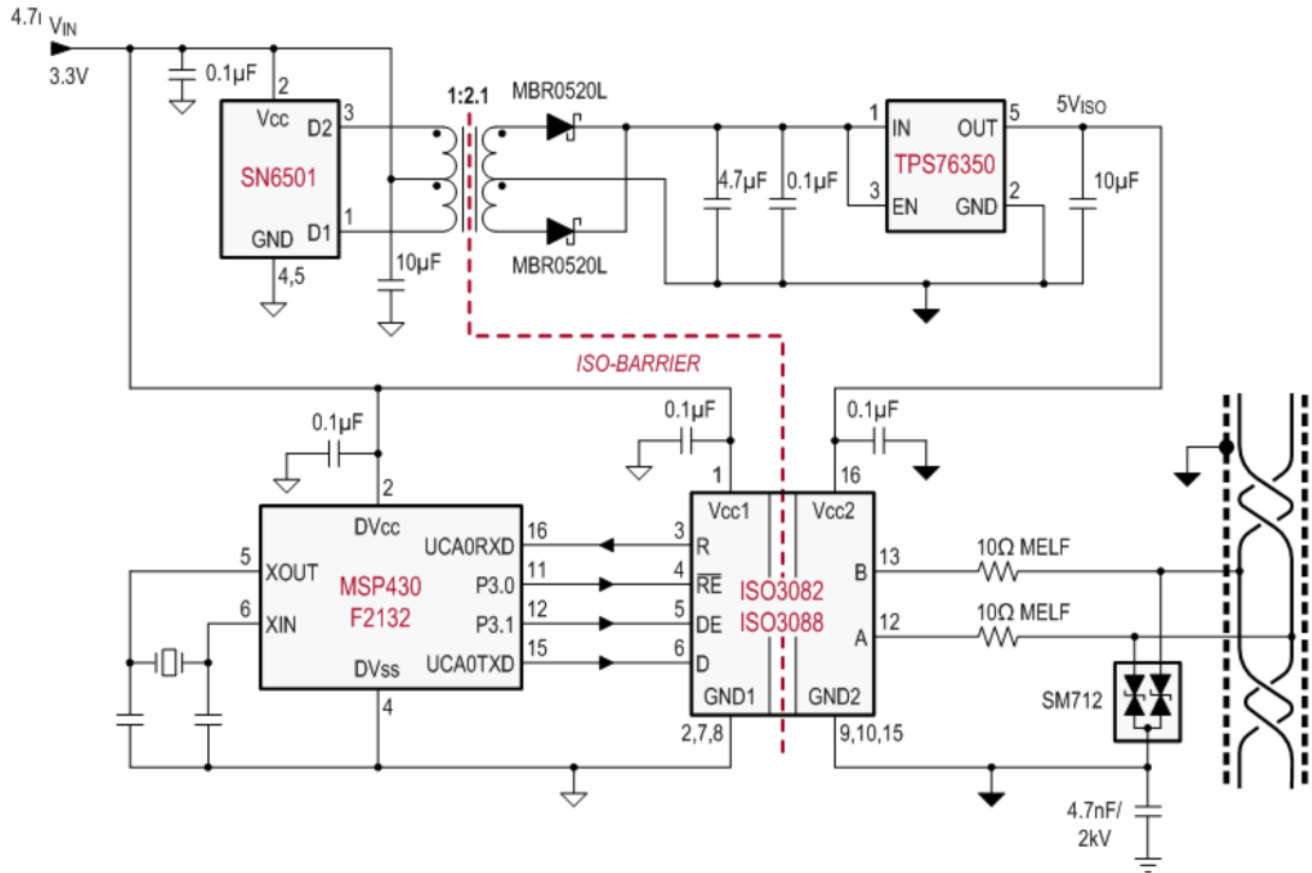 4.7
VIN
3.3V
0.1µF
2
Vcc
D2
3
SN6501
D1
1
GND
4,5
10µF
1:2.1
MBR0520L
MBR0520L
4.7µF
0.1µF
1
IN
OUT
5
TPS76350
3
EN
GND
2
5VISO
10µF
ISO-BARRIER
0.1µF
2
DVcc
5
XOUT
6
XIN
MSP430
F2132
UCA0RXD
16
P3.0
11
P3.1
12
UCA0TXD
15
DVss
4
0.1µF
1
Vcc1
3
R
4
RE
5
DE
6
D
GND1
2,7,8
ISO3082
ISO3088
0.1µF
16
Vcc2
B
13
A
12
GND2
9,10,15
10Ω MELF
10Ω MELF
SM712
4.7nF/
2kV